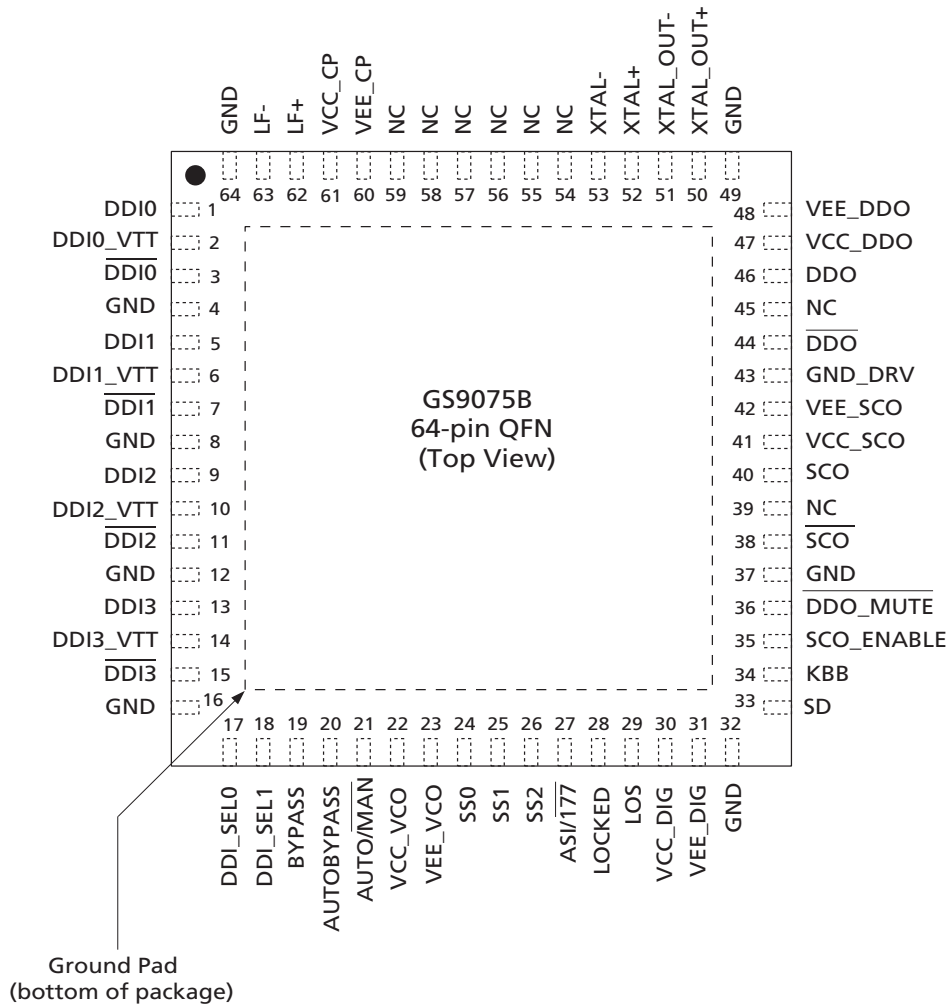 GND
LF-
LF+
VCC_CP
VEE_CP
NC
NC
NC
NC
NC
NC
XTAL-
XTAL+
XTAL_OUT-
XTAL_OUT+
GND
64
63
62
61
60
59
58
57
56
55
54
53
52
51
50
49
DDI0 1
DDI0_VTT 2
DDI0 3
GND 4
DDI1 5
DDI1_VTT 6
DDI1 7
GND 8
DDI2 9
DDI2_VTT 10
DDI2 11
GND 12
DDI3 13
DDI3_VTT 14
DDI3 15
GND 16
GS9075B
64-pin QFN
(Top View)
48 VEE_DDO
47 VCC_DDO
46 DDO
45 NC
44 DDO
43 GND_DRV
42 VEE_SCO
41 VCC_SCO
40 SCO
39 NC
38 SCO
37 GND
36 DDO_MUTE
35 SCO_ENABLE
34 KBB
33 SD
17
18
19
20
21
22
23
24
25
26
27
28
29
30
31
32
DDI_SEL0
DDI_SEL1
BYPASS
AUTOBYPASS
AUTO/MAN
VCC_VCO
VEE_VCO
SS0
SS1
SS2
ASI/177
LOCKED
LOS
VCC_DIG
VEE_DIG
GND
Ground Pad
(bottom of package)